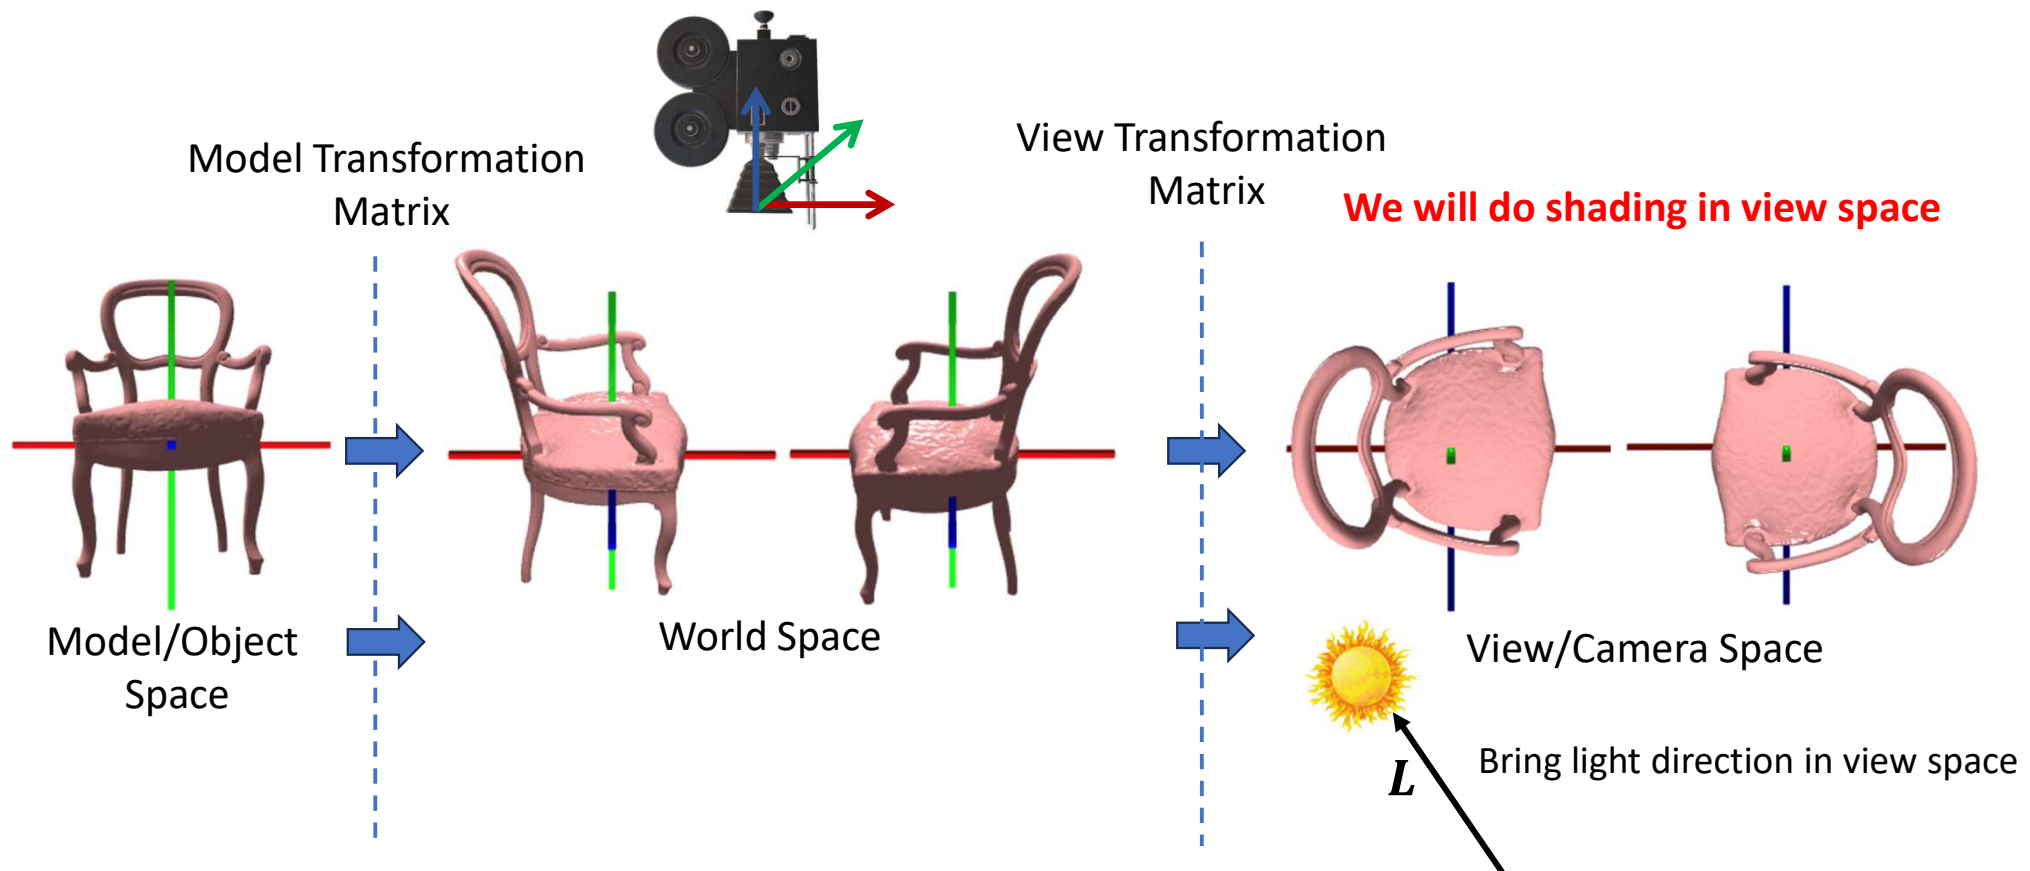 Model Transformation
Matrix
View Transformation
Matrix
We will do shading in view space
Model/Object
Space
World Space
View/Camera Space
Bring light direction in view space
L